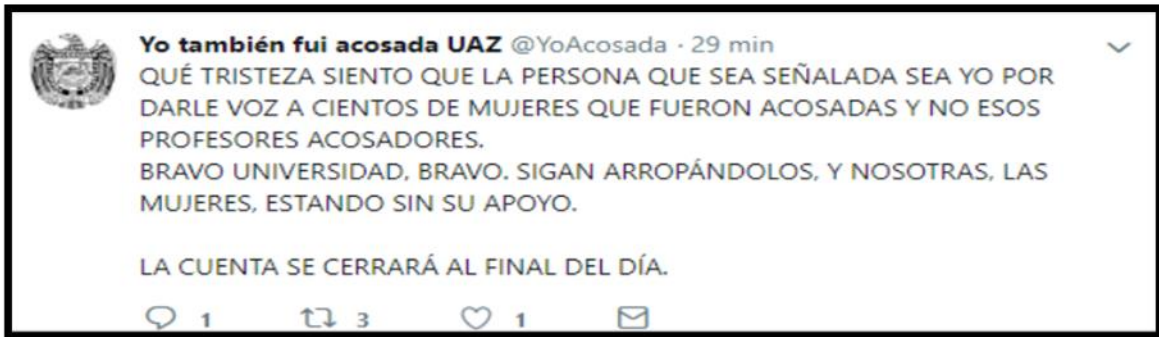 Yo también fui acosada UAZ @YoAcosada · 29 min
QUÉ TRISTEZA SIENTO QUE LA PERSONA QUE SEA SEÑALADA SEA YO POR
DARLE VOZ A CIENTOS DE MUJERES QUE FUERON ACOSADAS Y NO ESOS
PROFESORES ACOSADORES.
BRAVO UNIVERSIDAD, BRAVO. SIGAN ARROPÁNDOLOS, Y NOSOTRAS, LAS
MUJERES, ESTANDO SIN SU APOYO.
LA CUENTA SE CERRARÁ AL FINAL DEL DÍA.
1 3 1